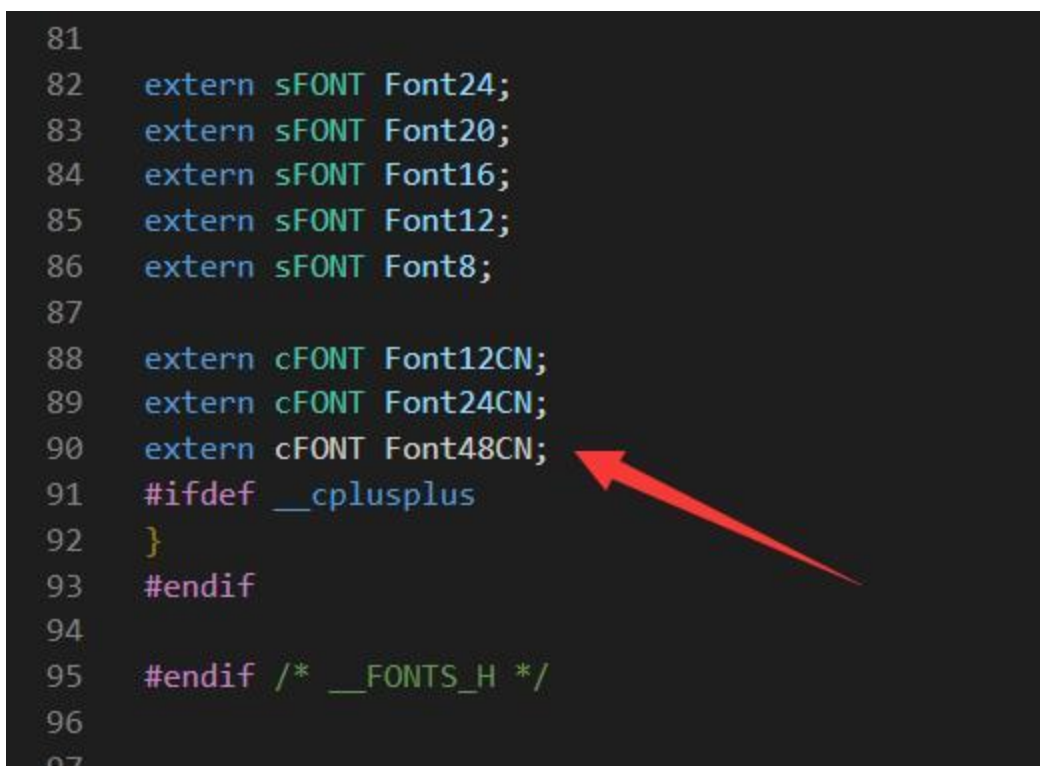 81
82 extern sFONT Font24;
83 extern sFONT Font20;
84 extern sFONT Font16;
85 extern sFONT Font12;
86 extern sFONT Font8;
87
88 extern cFONT Font12CN;
89 extern cFONT Font24CN;
90 extern cFONT Font48CN;
91 #ifdef __cplusplus
92 }
93 #endif
94
95 #endif /* __FONTS_H */
96
97